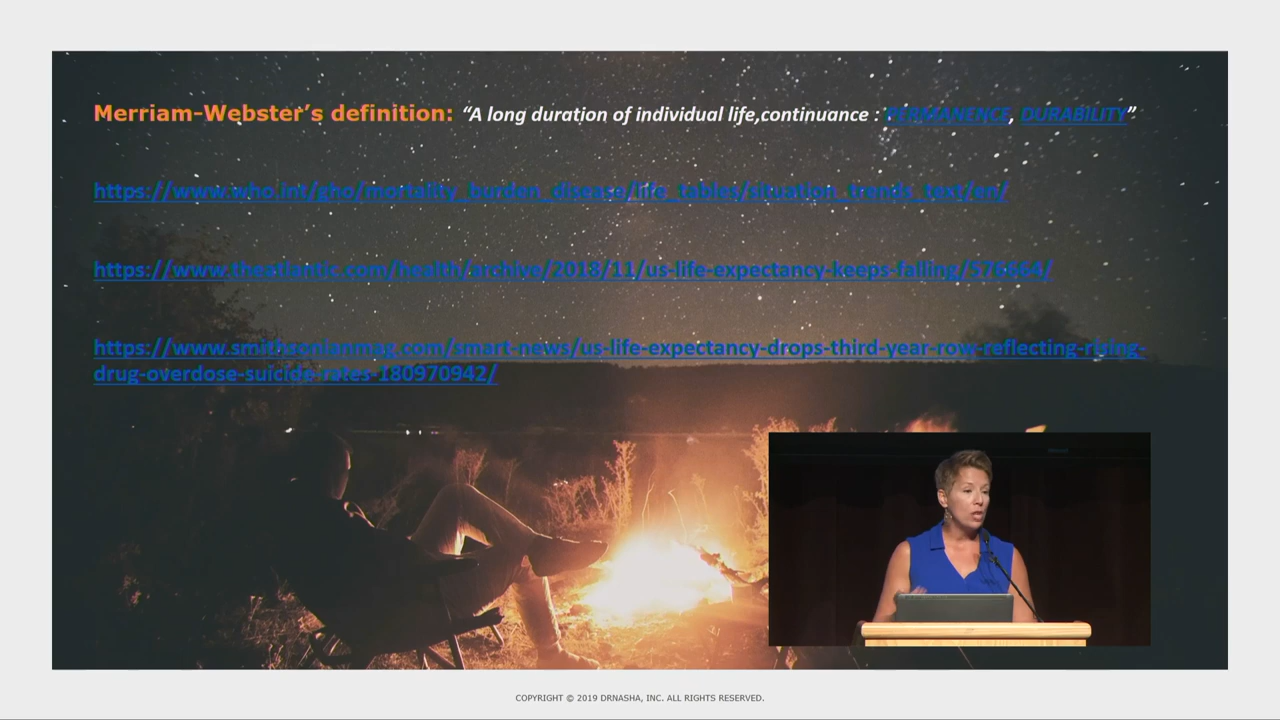 Merriam-Webster’s definition: “A long duration of individual life,continuance : PERMANENCE, DURABILITY”
https://www.who.int/gho/mortality_burden_disease/life_tables/situation_trends_text/en/
https://www.theatlantic.com/health/archive/2018/11/us-life-expectancy-keeps-falling/576664/
https://www.smithsonianmag.com/smart-news/us-life-expectancy-drops-third-year-row-reflecting-rising-
drug-overdose-suicide-rates-180970942/
COPYRIGHT © 2019 DRNASHA, INC. ALL RIGHTS RESERVED.